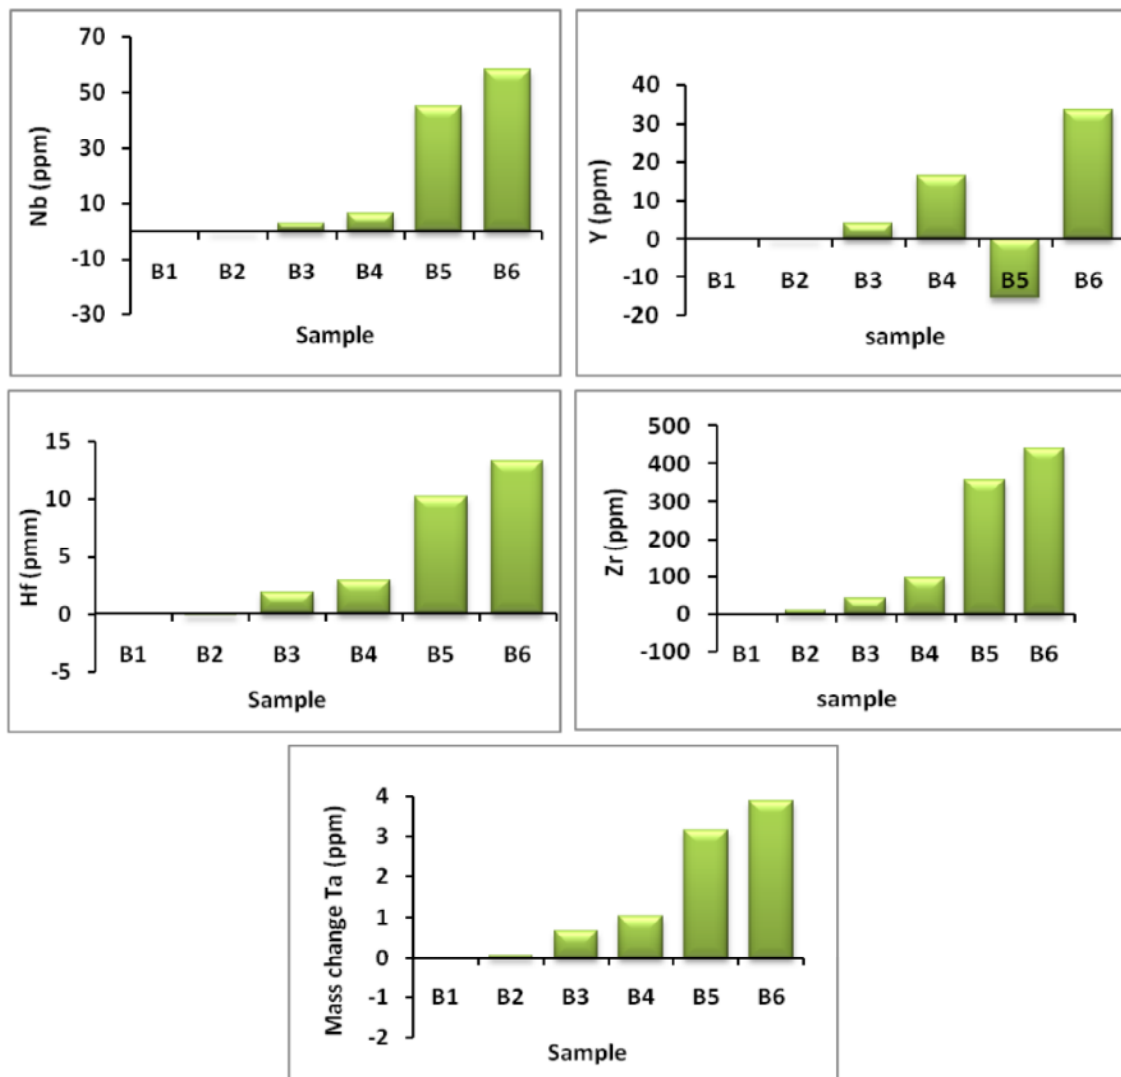 70
50
30
10
-10
-30
Nb (ppm)
B1 B2 B3 B4 B5 B6
Sample
40
30
20
10
0
-10
-20
Y (ppm)
B1 B2 B3 B4 B5 B6
sample
15
10
5
0
-5
Hf (pmm)
B1 B2 B3 B4 B5 B6
Sample
500
400
300
200
100
0
-100
Zr (ppm)
B1 B2 B3 B4 B5 B6
sample
4
3
2
1
0
-1
-2
Mass change Ta (ppm)
B1 B2 B3 B4 B5 B6
Sample